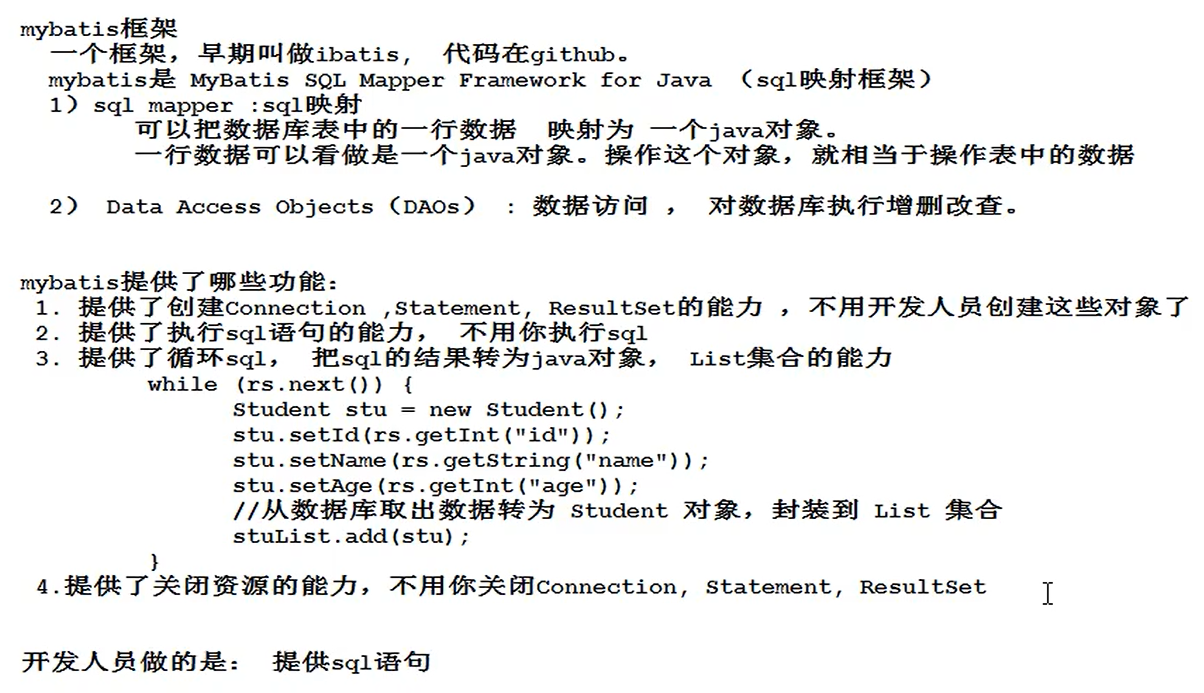 mybatis框架
一个框架，早期叫做ibatis, 代码在github。
mybatis是 MyBatis SQL Mapper Framework for Java （sql映射框架）
1）sql mapper :sql映射
可以把数据库表中的一行数据 映射为 一个java对象。
一行数据可以看做是一个java对象。操作这个对象，就相当于操作表中的数据
2） Data Access Objects（DAOs） : 数据访问 ， 对数据库执行增删改查。
mybatis提供了哪些功能：
1. 提供了创建Connection ,Statement, ResultSet的能力 ，不用开发人员创建这些对象了
2. 提供了执行sql语句的能力， 不用你执行sql
3. 提供了循环sql， 把sql的结果转为java对象， List集合的能力
while (rs.next()) {
Student stu = new Student();
stu.setId(rs.getInt("id"));
stu.setName(rs.getString("name"));
stu.setAge(rs.getInt("age"));
//从数据库取出数据转为 Student 对象，封装到 List 集合
stuList.add(stu);
}
4.提供了关闭资源的能力，不用你关闭Connection, Statement, ResultSet
开发人员做的是： 提供sql语句